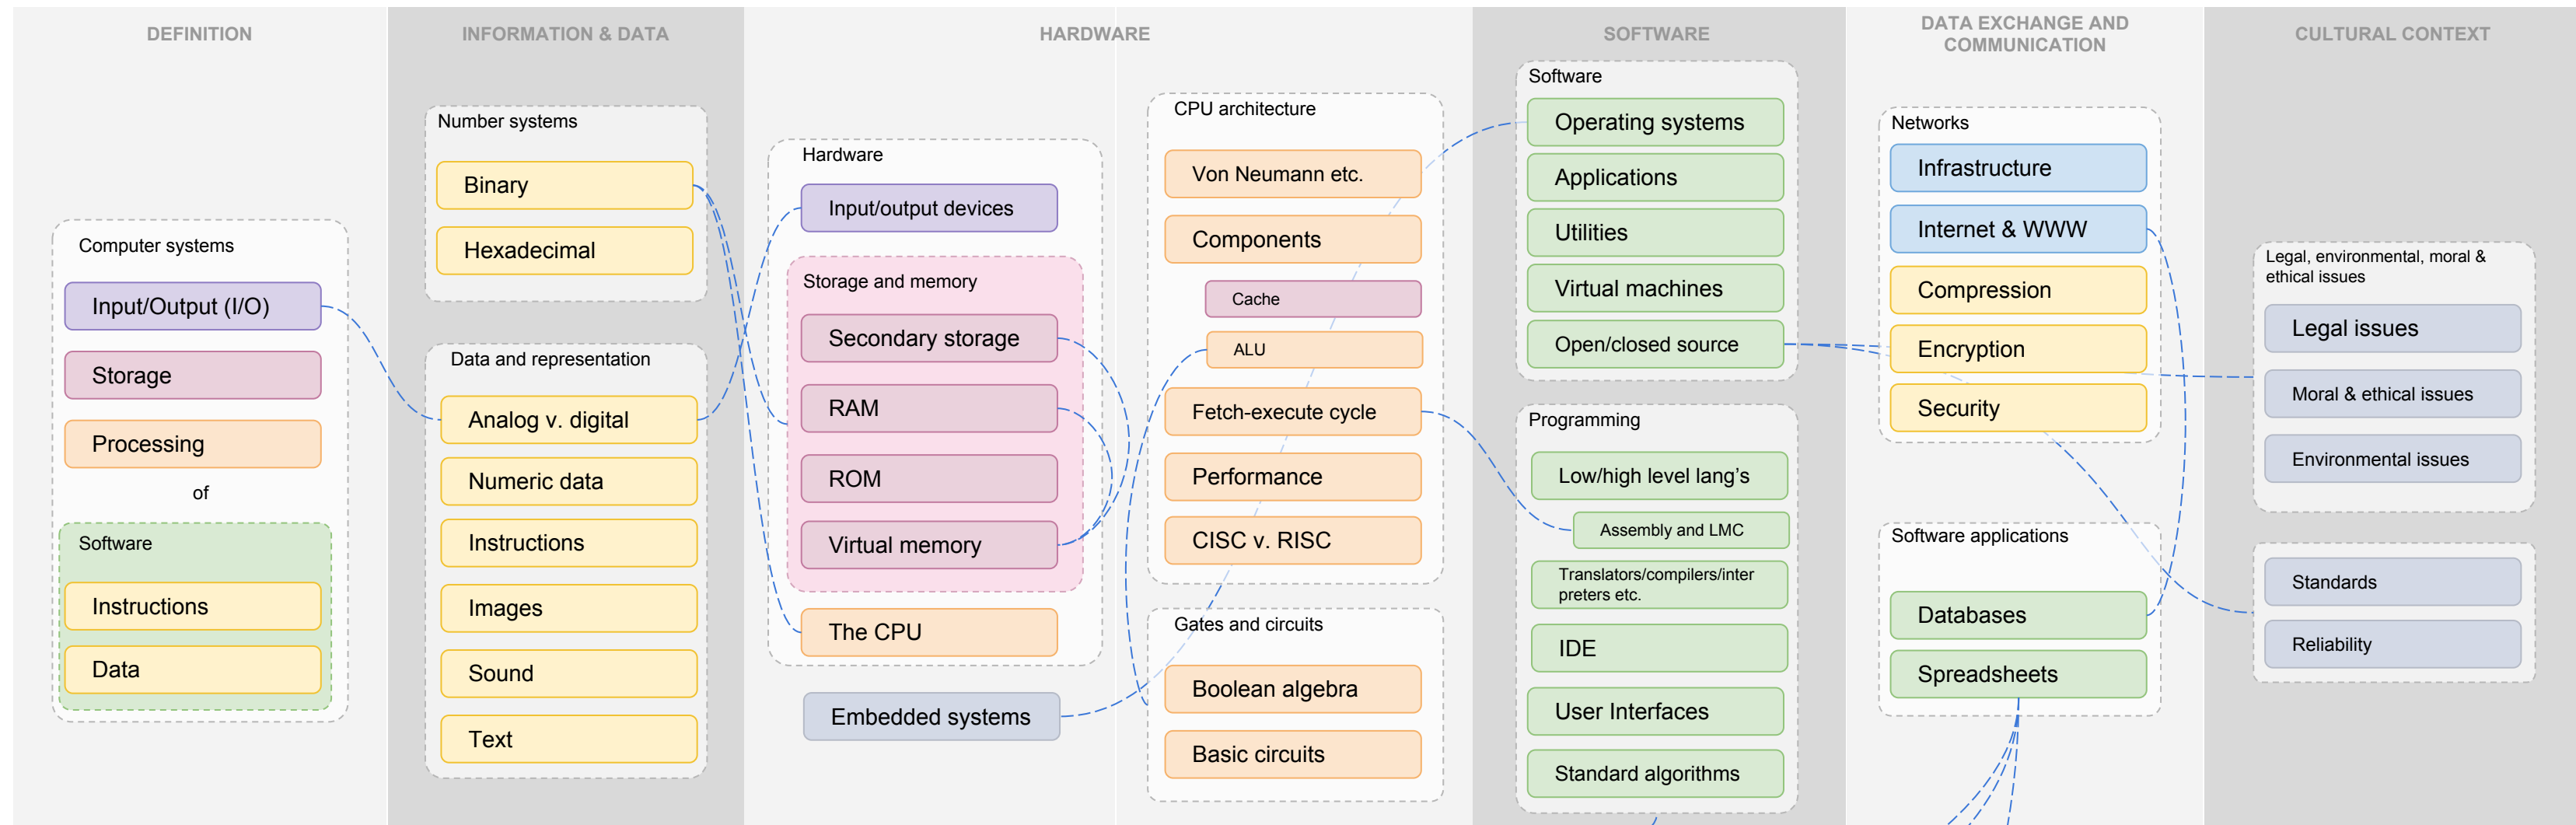 DEFINITION
Computer systems
Input/Output (I/O)
Storage
Processing
of
Software
Instructions
Data
INFORMATION & DATA
Number systems
Binary
Hexadecimal
Data and representation
Analog v. digital
Numeric data
Instructions
Images
Sound
Text
HARDWARE
Hardware
Input/output devices
Storage and memory
Secondary storage
RAM
ROM
Virtual memory
The CPU
Embedded systems
CPU architecture
Von Neumann etc.
Components
Cache
ALU
Fetch-execute cycle
Performance
CISC v. RISC
Gates and circuits
Boolean algebra
Basic circuits
SOFTWARE
Software
Operating systems
Applications
Utilities
Virtual machines
Open/closed source
Programming
Low/high level lang's
Assembly and LMC
Translators/compilers/inter
preters etc.
IDE
User Interfaces
Standard algorithms
DATA EXCHANGE AND
COMMUNICATION
Networks
Infrastructure
Internet & WWW
Compression
Encryption
Security
Software applications
Databases
Spreadsheets
CULTURAL CONTEXT
Legal, environmental, moral &
ethical issues
Legal issues
Moral & ethical issues
Environmental issues
Standards
Reliability